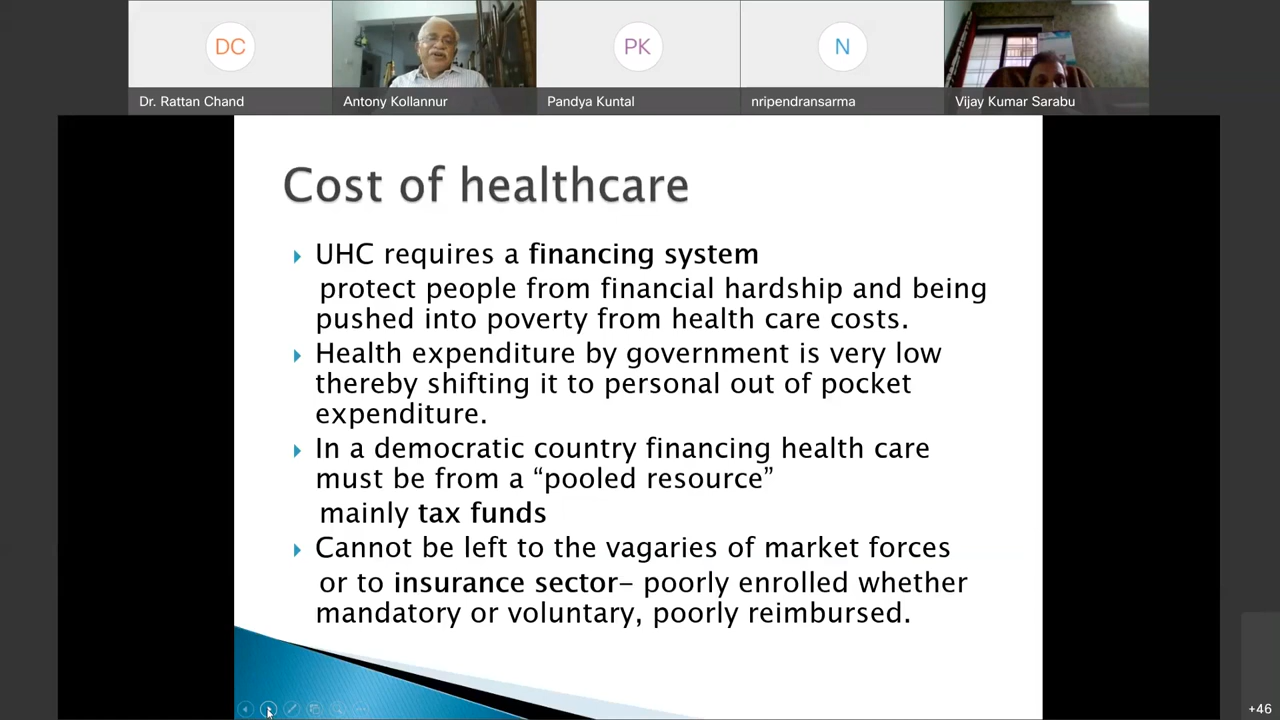 DC
PK
N
Dr. Rattan Chand
Antony Kollannur
Pandya Kuntal
nripendransarma
Vijay Kumar Sarabu
Cost of healthcare
UHC requires a financing system
protect people from financial hardship and being
pushed into poverty from health care costs.
Health expenditure by government is very low
thereby shifting it to personal out of pocket
expenditure.
In a democratic country financing health care
must be from a “pooled resource”
mainly tax funds
Cannot be left to the vagaries of market forces
or to insurance sector– poorly enrolled whether
mandatory or voluntary, poorly reimbursed.
+46